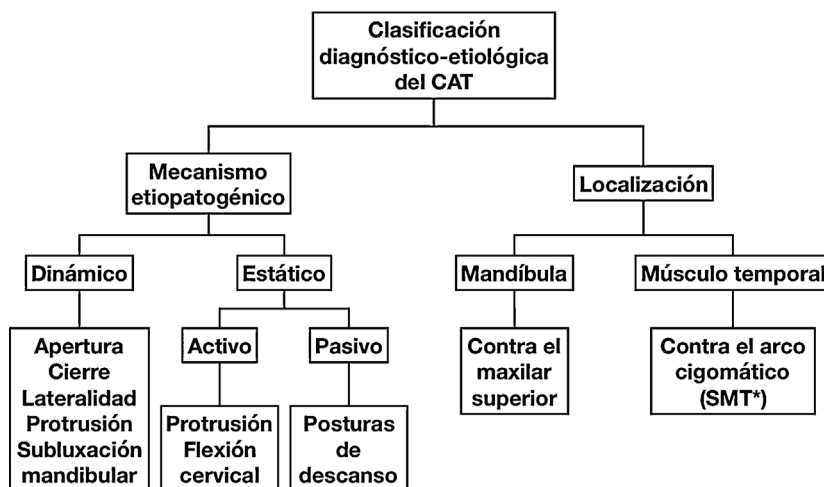 Clasificación
diagnóstico-etiológica
del CAT
Mecanismo
etiopatogénico
Localización
Dinámico
Estático
Mandíbula
Músculo temporal
Apertura
Cierre
Lateralidad
Protrusión
Subluxación
mandibular
Activo
Pasivo
Protrusión
Flexión
cervical
Posturas
de
descanso
Contra el
maxilar
superior
Contra el arco
cigomático
(SMT*)